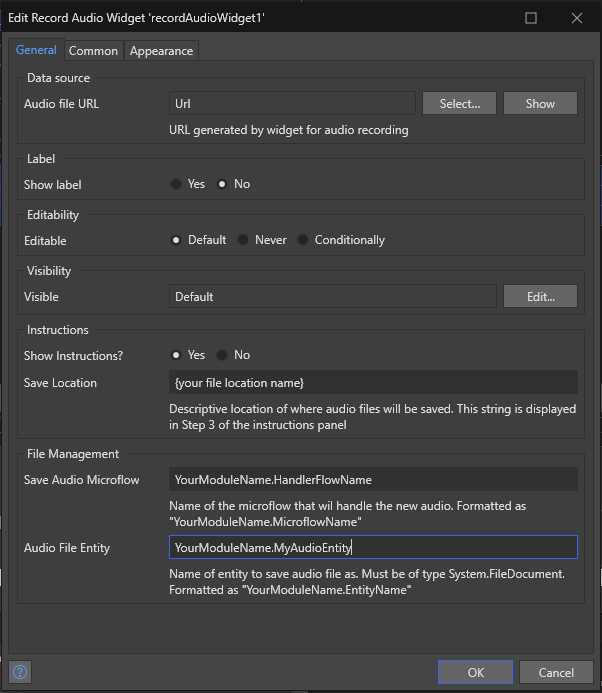 Edit Record Audio Widget 'recordAudioWidget1'
General Common Appearance
Data source
Audio file URL Url Select... Show
URL generated by widget for audio recording
Label
Show label Yes No
Editability
Editable Default Never Conditionally
Visibility
Visible Default Edit...
Instructions
Show Instructions? Yes No
Save Location {your file location name}
Descriptive location of where audio files will be saved. This string is displayed
in Step 3 of the instructions panel
File Management
Save Audio Microflow YourModuleName.HandlerFlowName
Name of the microflow that wil handle the new audio. Formatted as
"YourModuleName.MicroflowName"
Audio File Entity YourModuleName.MyAudioEntity
Name of entity to save audio file as. Must be of type System.FileDocument.
Formatted as "YourModuleName.EntityName"
? OK Cancel